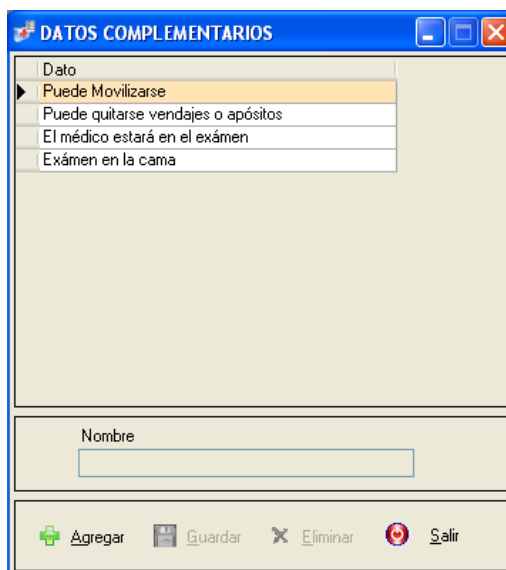 DATOS COMPLEMENTARIOS
Dato
Puede Movilizarse
Puede quitarse vendajes o apósitos
El médico estará en el exámen
Exámen en la cama
Nombre
Agregar Guardar Eliminar Salir